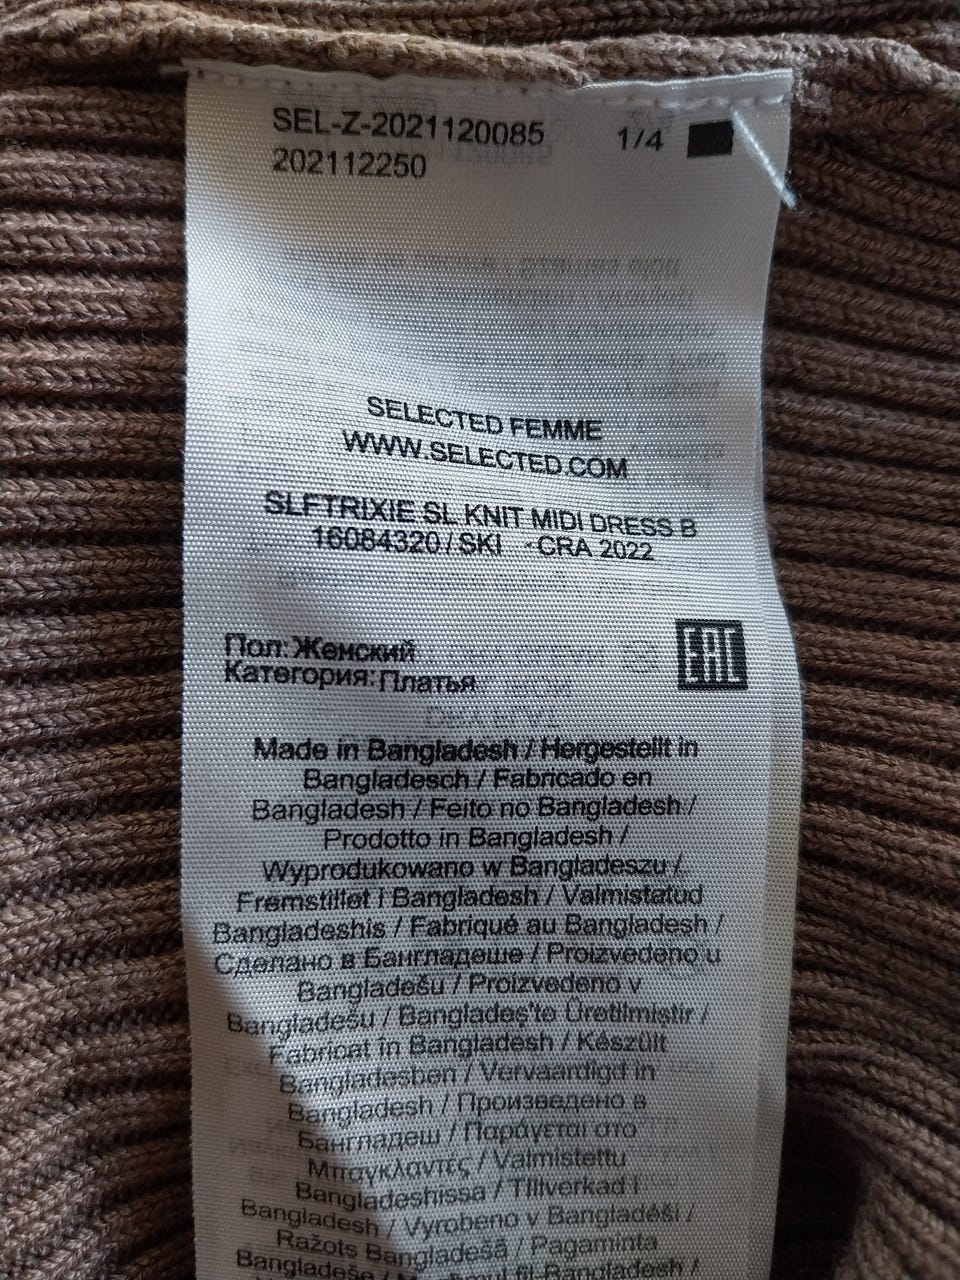 SEL-Z-2021120085 1/4
202112250
SELECTED FEMME
WWW.SELECTED.COM
SLFTRIXIE SL KNIT MIDI DRESS B
16084320 / SKI -CRA 2022
Пол: Женский
Категория: Платья
EAC
Made in Bangladesh / Hergestellt in
Bangladesch / Fabricado en
Bangladesh / Feito no Bangladesh /
Prodotto in Bangladesh /
Wyprodukowano w Bangladeszu /
Fremstillet i Bangladesh / Valmistatud
Bangladeshis / Fabriqué au Bangladesh /
Сделано в Бангладеше / Proizvedeno u
Bangladešu / Proizvedeno v
Bangladešu / Bangladeş'te Üretilmiştir /
Fabricat în Bangladesh / Készült
Bangladesben / Vervaardigd in
Bangladesh / Произведено в
Бангладеш / Παράγεται στο
Μπαγκλαντές / Valmistettu
Bangladeshissa / Tillverkad i
Bangladesh / Vyrobeno v Bangladéši /
Ražots Bangladešā / Pagaminta
Bangladeše / fil-Bangladesh /